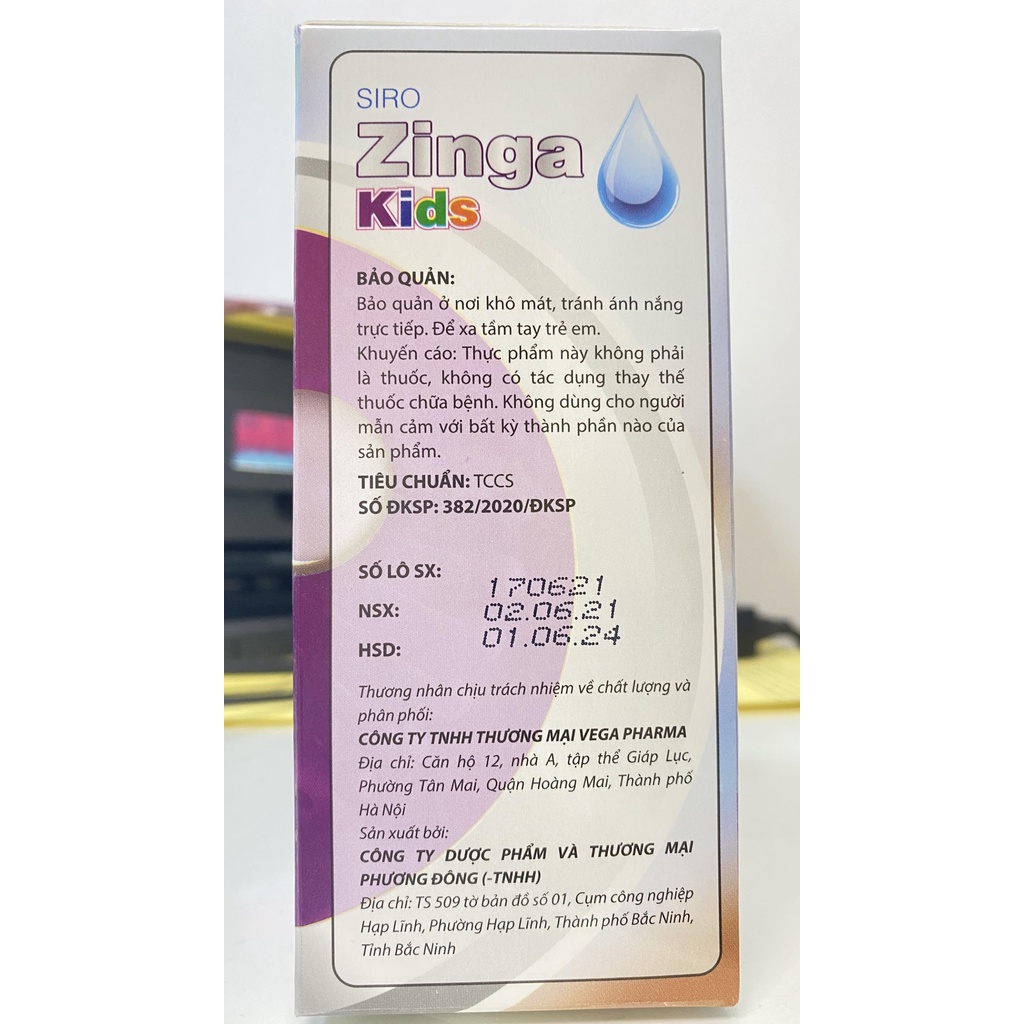 SIRO
Zinga
Kids
BẢO QUẢN:
Bảo quản ở nơi khô mát, tránh ánh nắng
trực tiếp. Để xa tầm tay trẻ em.
Khuyến cáo: Thực phẩm này không phải
là thuốc, không có tác dụng thay thế
thuốc chữa bệnh. Không dùng cho người
mẫn cảm với bất kỳ thành phần nào của
sản phẩm.
TIÊU CHUẨN: TCCS
SỐ ĐKSP: 382/2020/ĐKSP
SỐ LÔ SX: 170621
NSX: 02.06.21
HSD: 01.06.24
Thương nhân chịu trách nhiệm về chất lượng và
phân phối:
CÔNG TY TNHH THƯƠNG MẠI VEGA PHARMA
Địa chỉ: Căn hộ 12, nhà A, tập thể Giáp Lục,
Phường Tân Mai, Quận Hoàng Mai, Thành phố
Hà Nội
Sản xuất bởi:
CÔNG TY DƯỢC PHẨM VÀ THƯƠNG MẠI
PHƯƠNG ĐÔNG (-TNHH)
Địa chỉ: TS 509 tờ bản đồ số 01, Cụm công nghiệp
Hạp Lĩnh, Phường Hạp Lĩnh, Thành phố Bắc Ninh,
Tỉnh Bắc Ninh